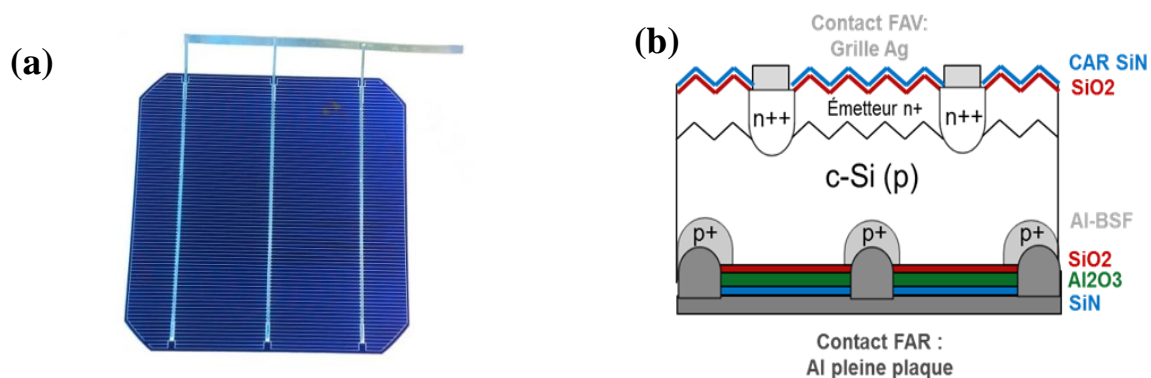 (a)
(b)
Contact FAV:
Grille Ag
CAR SiN
SiO2
n++
Émetteur n+
n++
c-Si (p)
Al-BSF
p+
p+
p+
SiO2
Al2O3
SiN
Contact FAR :
Al pleine plaque